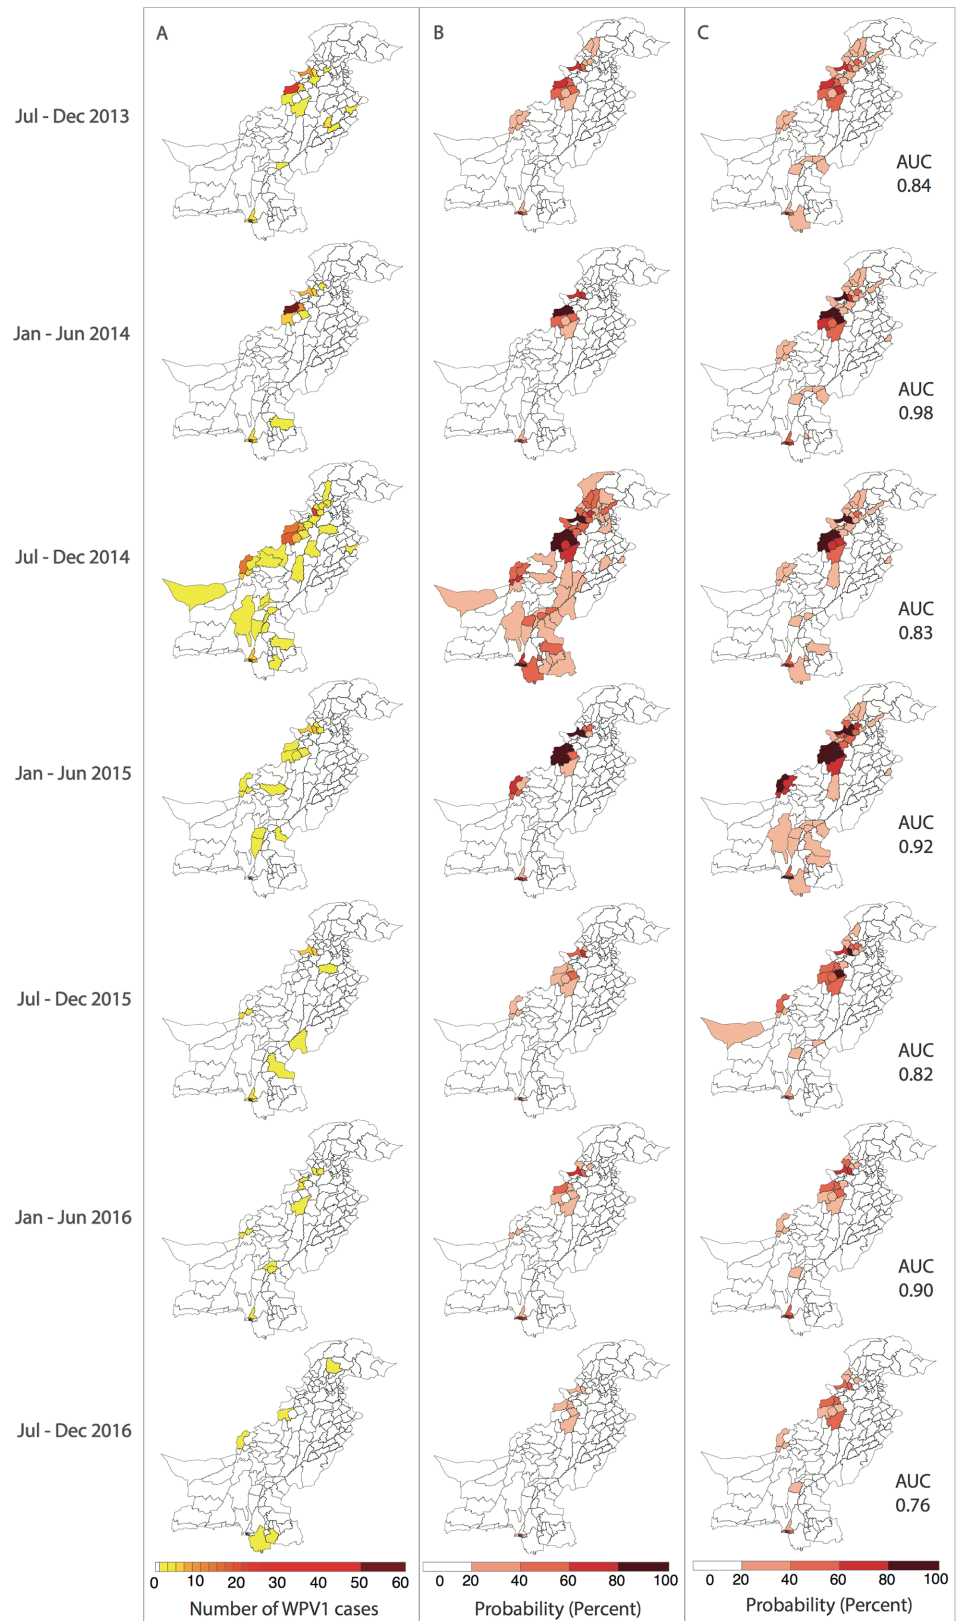 A
B
C
Jul - Dec 2013
AUC
0.84
Jan - Jun 2014
AUC
0.98
Jul - Dec 2014
AUC
0.83
Jan - Jun 2015
AUC
0.92
Jul - Dec 2015
AUC
0.82
Jan - Jun 2016
AUC
0.90
Jul - Dec 2016
AUC
0.76
0 10 20 30 40 50 60
0 20 40 60 80 100
0 20 40 60 80 100
Number of WPV1 cases
Probability (Percent)
Probability (Percent)